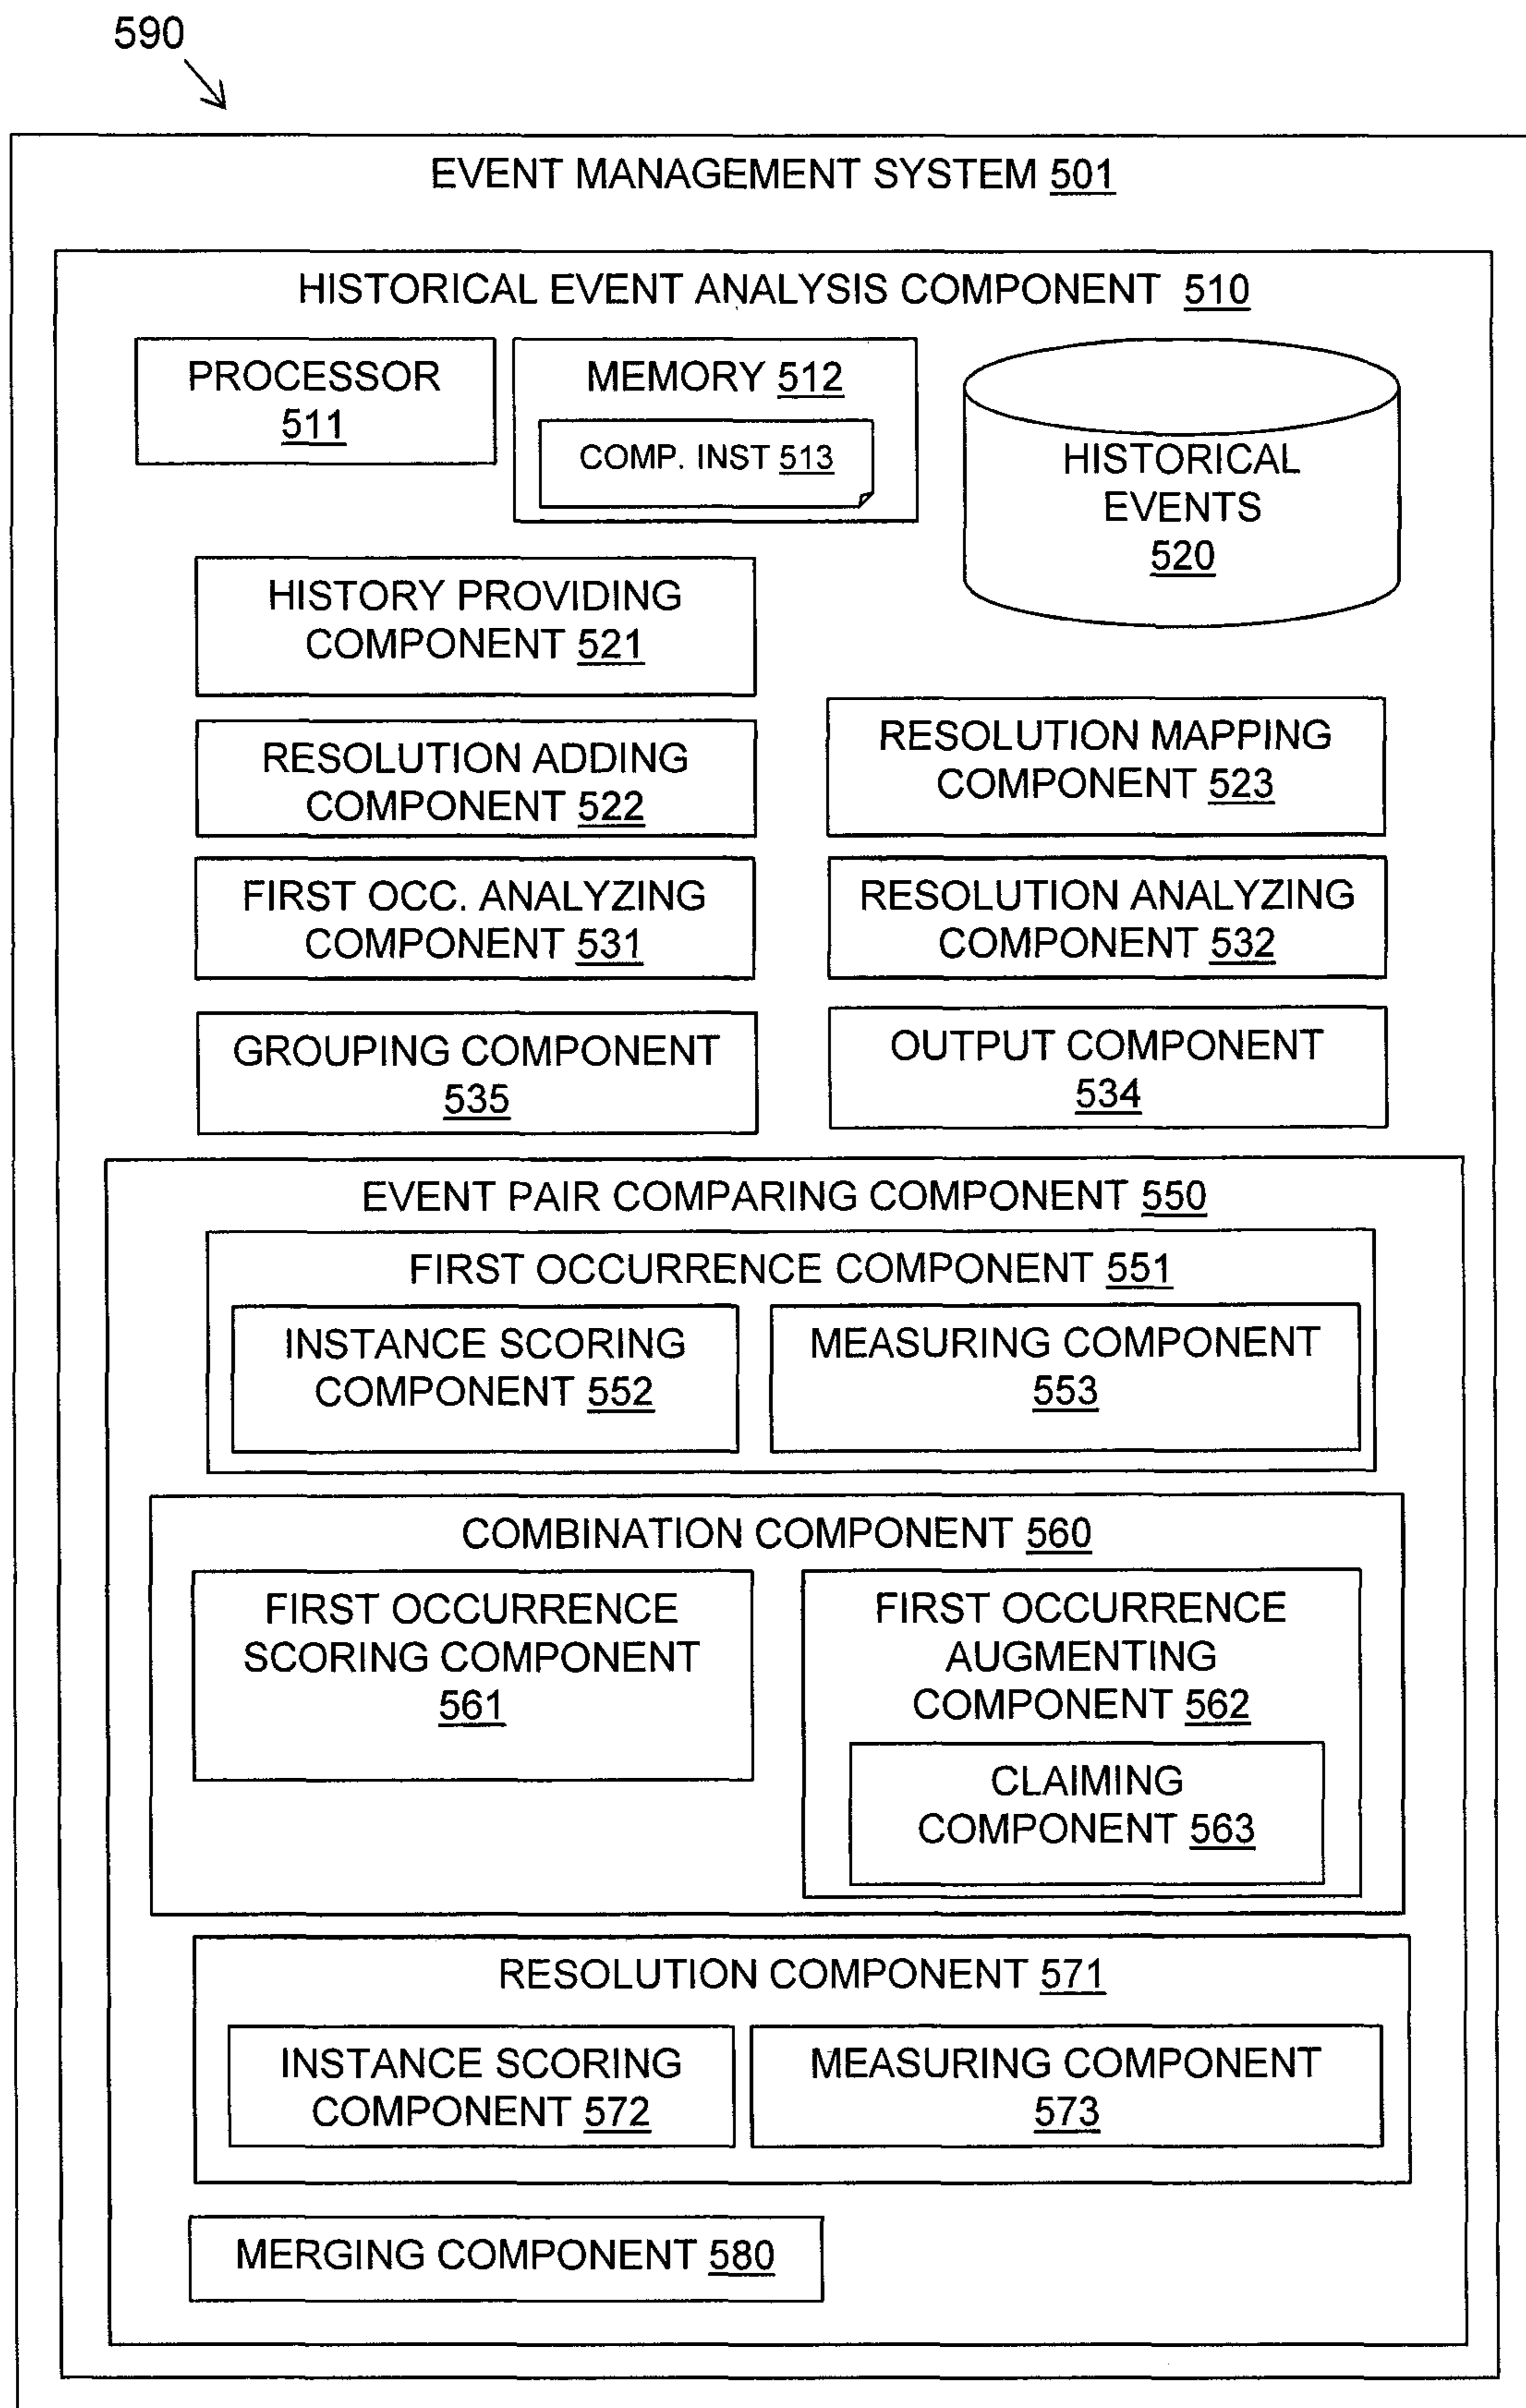 590
EVENT MANAGEMENT SYSTEM 501
HISTORICAL EVENT ANALYSIS COMPONENT 510
PROCESSOR
511
MEMORY 512
COMP. INST 513
HISTORICAL
EVENTS
520
HISTORY PROVIDING
COMPONENT 521
RESOLUTION ADDING
COMPONENT 522
RESOLUTION MAPPING
COMPONENT 523
FIRST OCC. ANALYZING
COMPONENT 531
RESOLUTION ANALYZING
COMPONENT 532
GROUPING COMPONENT
535
OUTPUT COMPONENT
534
EVENT PAIR COMPARING COMPONENT 550
FIRST OCCURRENCE COMPONENT 551
INSTANCE SCORING
COMPONENT 552
MEASURING COMPONENT
553
COMBINATION COMPONENT 560
FIRST OCCURRENCE
SCORING COMPONENT
561
FIRST OCCURRENCE
AUGMENTING
COMPONENT 562
CLAIMING
COMPONENT 563
RESOLUTION COMPONENT 571
INSTANCE SCORING
COMPONENT 572
MEASURING COMPONENT
573
MERGING COMPONENT 580